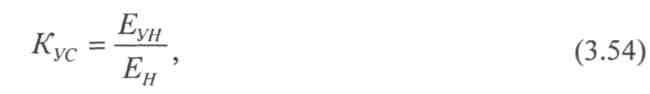 K_УС = E_УН / E_Н, (3.54)